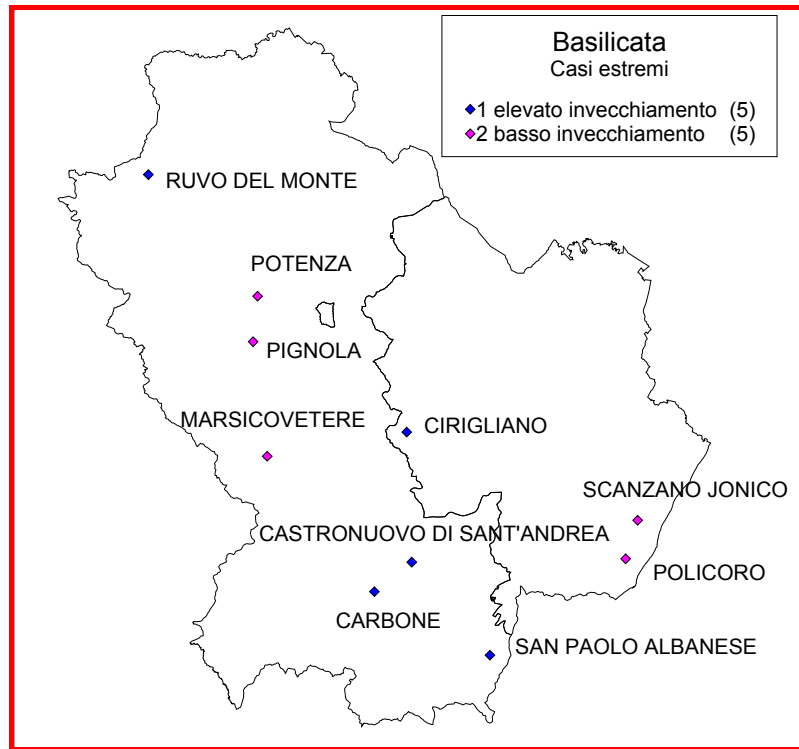 Basilicata
Casi estremi
1 elevato invecchiamento (5)
2 basso invecchiamento (5)
RUVO DEL MONTE
POTENZA
PIGNOLA
MARSICOVETERE
CIRIGLIANO
SCANZANO JONICO
CASTRONUOVO DI SANT'ANDREA
POLICORO
CARBONE
SAN PAOLO ALBANESE